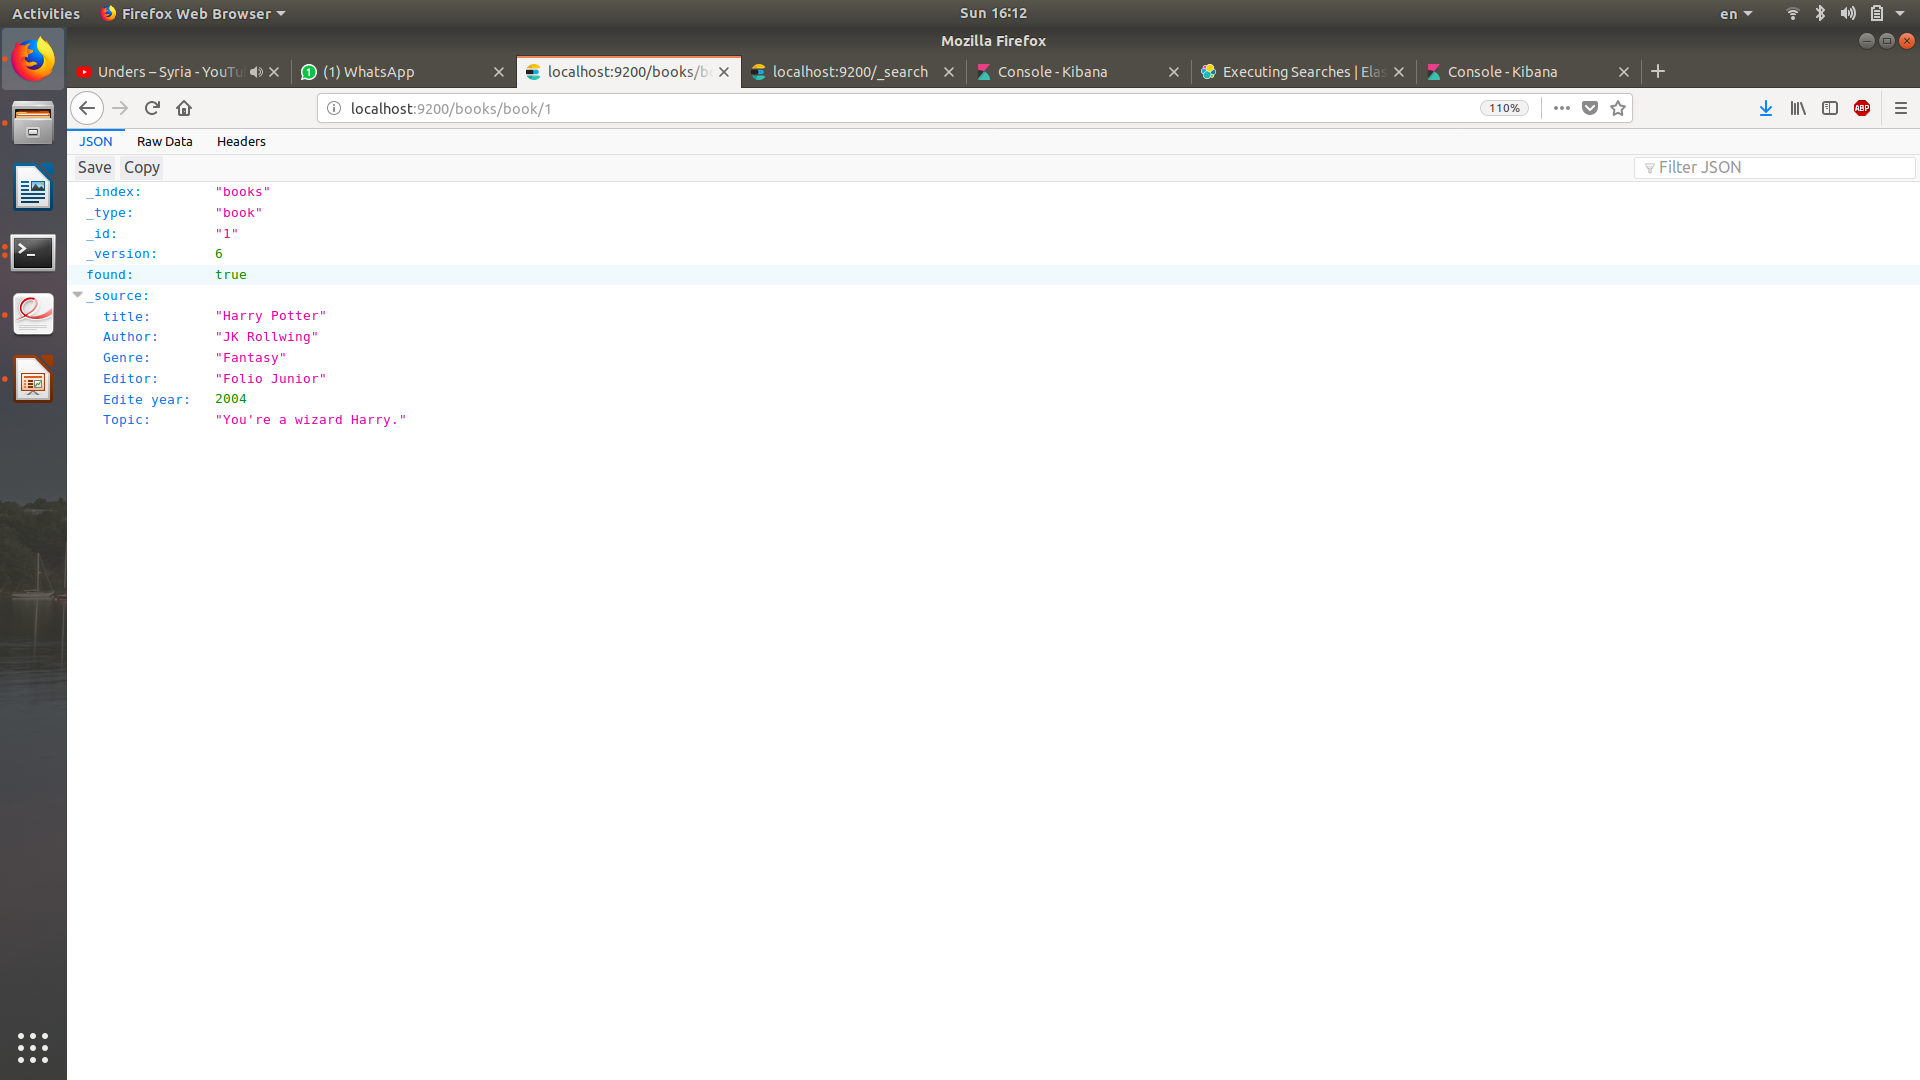 Activities Firefox Web Browser Sun 16:12 en
Mozilla Firefox
Unders – Syria - YouTu (1) WhatsApp localhost:9200/books/bo localhost:9200/_search Console - Kibana Executing Searches | Elas Console - Kibana
localhost:9200/books/book/1 110% ABP
JSON Raw Data Headers
Save Copy Filter JSON
_index: "books"
_type: "book"
_id: "1"
_version: 6
found: true
_source:
title: "Harry Potter"
Author: "JK Rollwing"
Genre: "Fantasy"
Editor: "Folio Junior"
Edite year: 2004
Topic: "You're a wizard Harry."